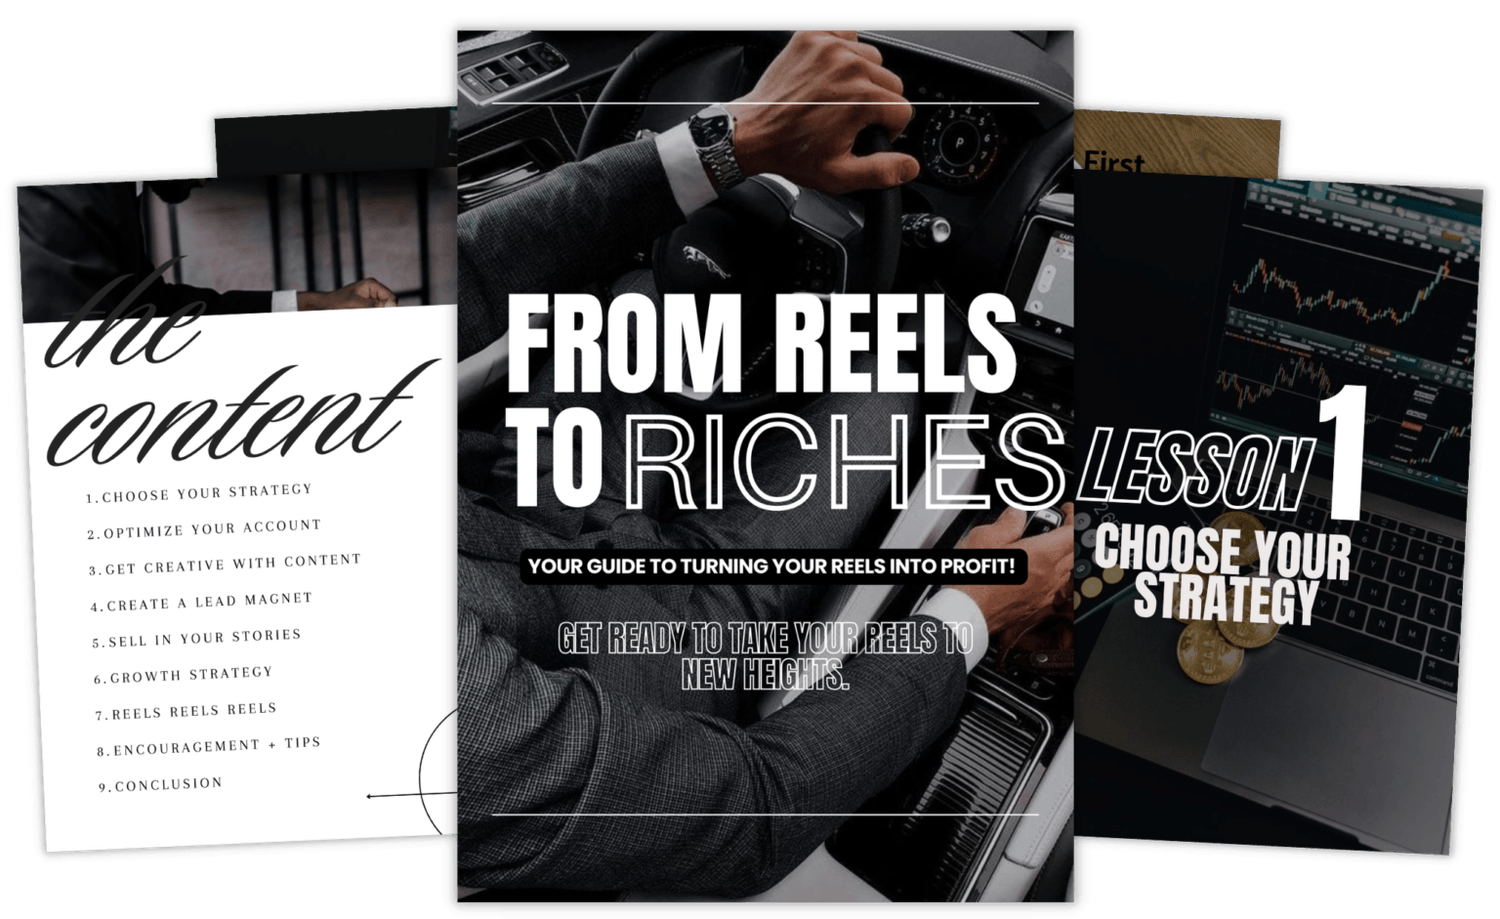 the
content
1.CHOOSE YOUR STRATEGY
2.OPTIMIZE YOUR ACCOUNT
3.GET CREATIVE WITH CONTENT
4.CREATE A LEAD MAGNET
5.SELL IN YOUR STORIES
6.GROWTH STRATEGY
7.REELS REELS REELS
8.ENCOURAGEMENT + TIPS
9.CONCLUSION
FROM REELS
TO RICHES
YOUR GUIDE TO TURNING YOUR REELS INTO PROFIT!
GET READY TO TAKE YOUR REELS TO
NEW HEIGHTS.
First
LESSON 1
CHOOSE YOUR
STRATEGY